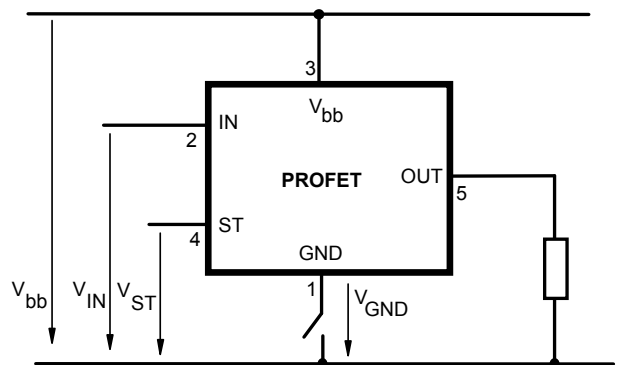 3
V_bb
IN
2
PROFET
OUT
5
ST
4
GND
1
V_bb
V_IN
V_ST
V_GND